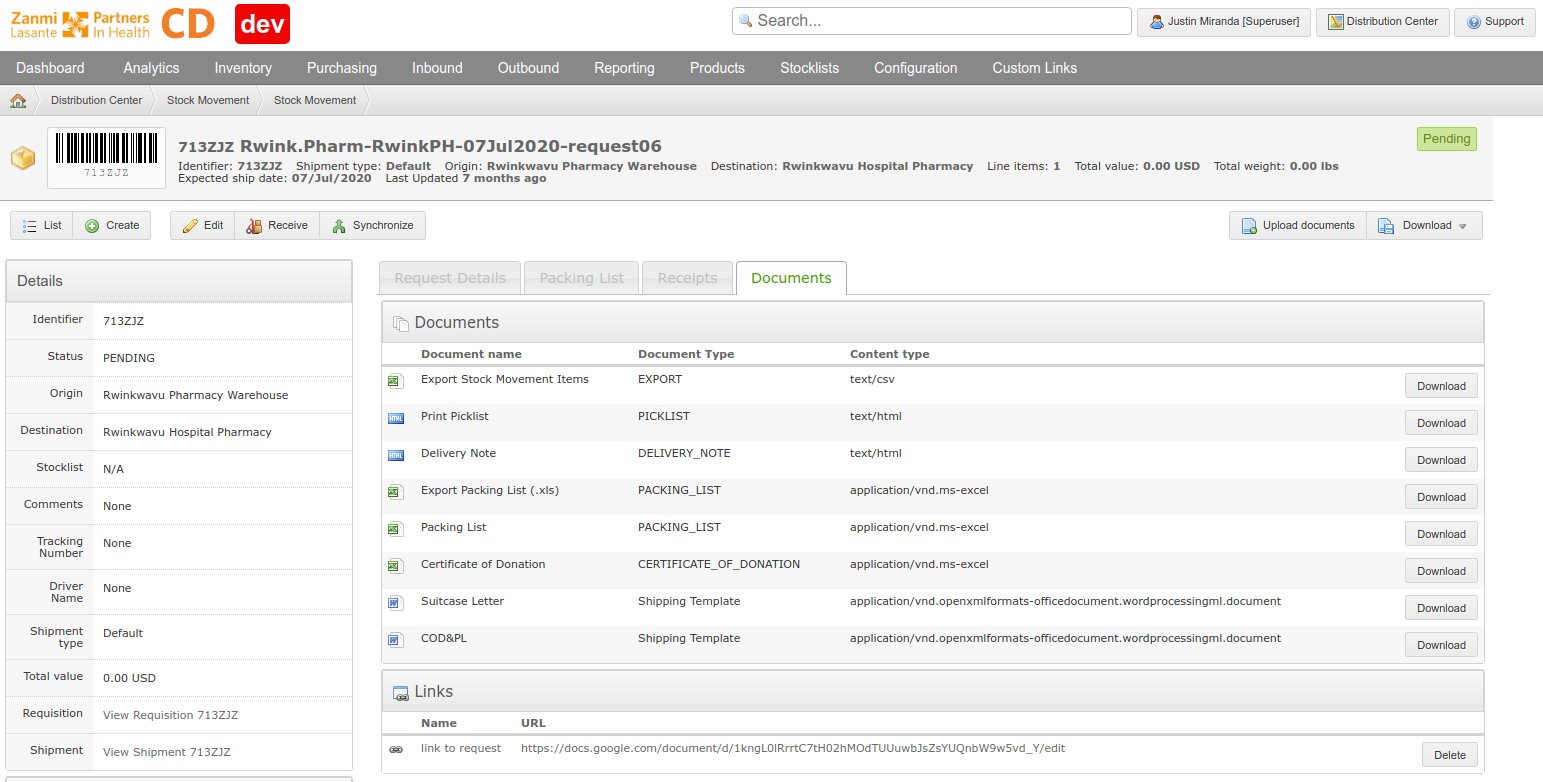 Zanmi Lasante Partners In Health CD dev
Search...
Justin Miranda [Superuser] Distribution Center Support
Dashboard Analytics Inventory Purchasing Inbound Outbound Reporting Products Stocklists Configuration Custom Links
Distribution Center Stock Movement Stock Movement
713ZJZ
713ZJZ Rwink.Pharm-RwinkPH-07Jul2020-request06
Pending
Identifier: 713ZJZ Shipment type: Default Origin: Rwinkwavu Pharmacy Warehouse Destination: Rwinkwavu Hospital Pharmacy Line items: 1 Total value: 0.00 USD Total weight: 0.00 lbs
Expected ship date: 07/Jul/2020 Last Updated 7 months ago
List Create Edit Receive Synchronize Upload documents Download
Details
Identifier 713ZJZ
Status PENDING
Origin Rwinkwavu Pharmacy Warehouse
Destination Rwinkwavu Hospital Pharmacy
Stocklist N/A
Comments None
Tracking Number None
Driver Name None
Shipment type Default
Total value 0.00 USD
Requisition View Requisition 713ZJZ
Shipment View Shipment 713ZJZ
Request Details Packing List Receipts Documents
Documents
Document name Document Type Content type
Export Stock Movement Items EXPORT text/csv Download
HTML Print Picklist PICKLIST text/html Download
HTML Delivery Note DELIVERY_NOTE text/html Download
Export Packing List (.xls) PACKING_LIST application/vnd.ms-excel Download
Packing List PACKING_LIST application/vnd.ms-excel Download
Certificate of Donation CERTIFICATE_OF_DONATION application/vnd.ms-excel Download
Suitcase Letter Shipping Template application/vnd.openxmlformats-officedocument.wordprocessingml.document Download
COD&PL Shipping Template application/vnd.openxmlformats-officedocument.wordprocessingml.document Download
Links
Name URL
link to request https://docs.google.com/document/d/1kngL0lRrrtC7tH02hMOdTUUuwbJsZsYUQnbW9w5vd_Y/edit Delete